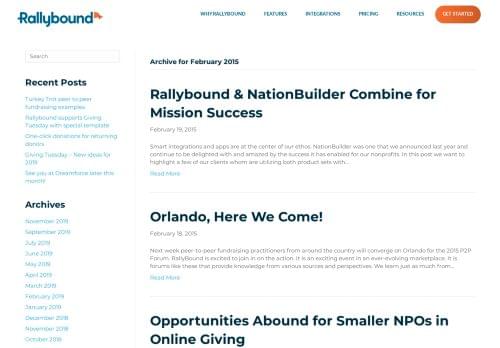 Rallybound
WHY RALLYBOUND
FEATURES
INTEGRATIONS
PRICING
RESOURCES
GET STARTED
Search
Recent Posts
Turkey Trot peer to peer
fundraising examples
Rallybound supports Giving
Tuesday with special template
One-click donations for returning
donors
Giving Tuesday – New ideas for
2019
See you at Dreamforce later this
month!
Archives
November 2019
September 2019
July 2019
June 2019
May 2019
April 2019
March 2019
February 2019
January 2019
December 2018
November 2018
October 2018
Archive for February 2015
Rallybound & NationBuilder Combine for
Mission Success
February 19, 2015
Smart integrations and apps are at the center of our ethos. NationBuilder was one that we announced last year and
continue to be delighted with and amazed by the success it has enabled for our nonprofits. In this post we want to
highlight a few of our clients whom are utilizing both product sets with...
Read More
Orlando, Here We Come!
February 18, 2015
Next week peer-to-peer fundraising practitioners from around the country will converge on Orlando for the 2015 P2P
Forum. RallyBound is excited to join in on the action. It is an exciting event in an ever-evolving marketplace. It is
forums like these that provide knowledge from various sources and perspectives. We learn just as much from...
Read More
Opportunities Abound for Smaller NPOs in
Online Giving